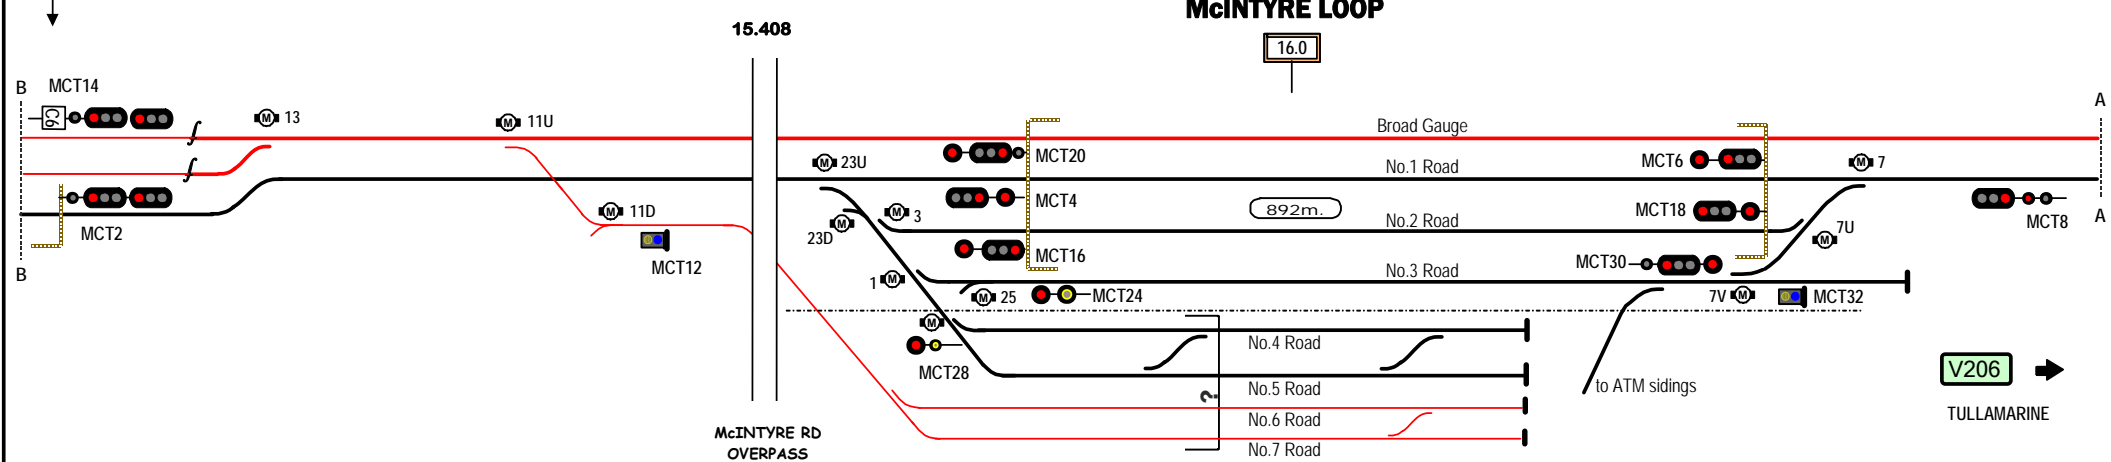 McINTYRE LOOP
15.408
16.0
B
MCT14
C6
M 13
M 11U
A
Broad Gauge
MCT20
MCT6
M 7
M 23U
No.1 Road
MCT4
892m.
MCT18
MCT8
A
M 11D
M 3
No.2 Road
MCT2
23D M
M 7U
MCT12
MCT16
MCT30
B
1 M
No.3 Road
M 25
MCT24
7V M
MCT32
M
No.4 Road
MCT28
V206
No.5 Road
to ATM sidings
?
TULLAMARINE
No.6 Road
McINTYRE RD
OVERPASS
No.7 Road